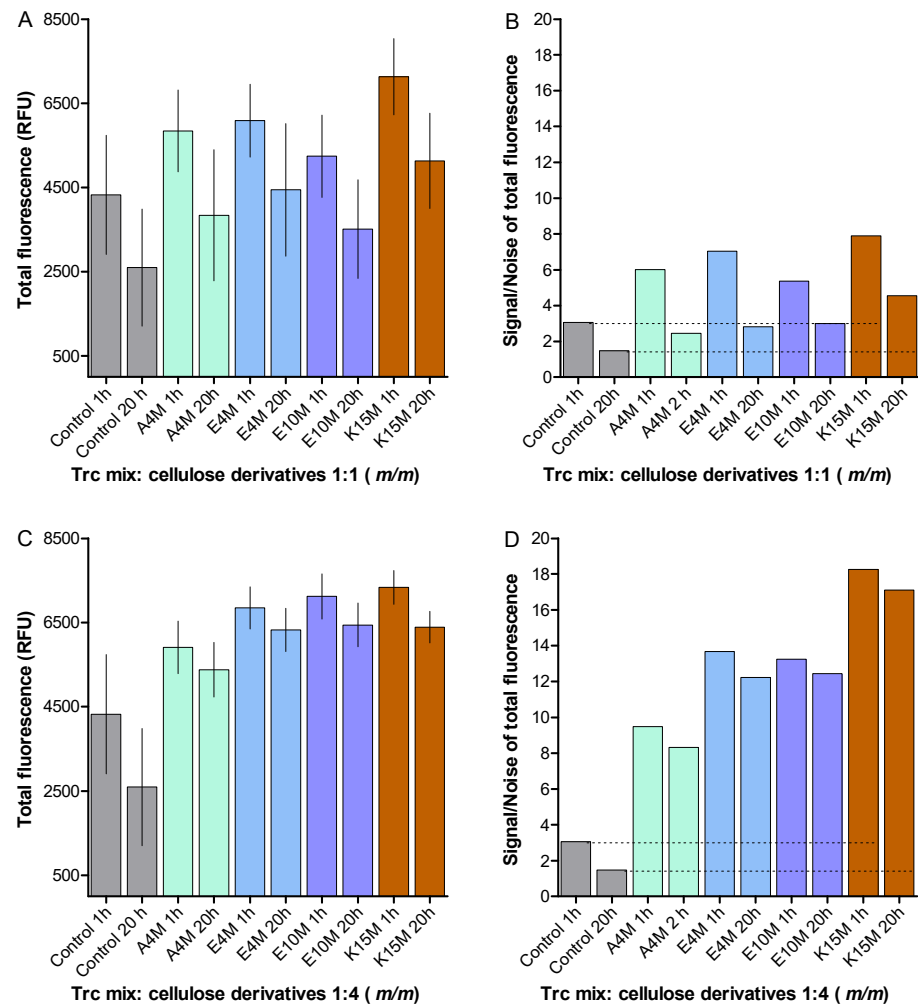 A
Total fluorescence (RFU)
8500
6500
4500
2500
500
Control 1h
Control 20 h
A4M 1h
A4M 20h
E4M 1h
E4M 20h
E10M 1h
E10M 20h
K15M 1h
K15M 20h
Trc mix: cellulose derivatives 1:1 ( m/m)
B
Signal/Noise of total fluorescence
20
18
16
14
12
10
8
6
4
2
0
Control 1h
Control 20h
A4M 1h
A4M 2 h
E4M 1h
E4M 20h
E10M 1h
E10M 20h
K15M 1h
K15M 20h
Trc mix: cellulose derivatives 1:1 ( m/m)
C
Total fluorescence (RFU)
8500
6500
4500
2500
500
Control 1h
Control 20 h
A4M 1h
A4M 20h
E4M 1h
E4M 20h
E10M 1h
E10M 20h
K15M 1h
K15M 20h
Trc mix: cellulose derivatives 1:4 ( m/m)
D
Signal/Noise of total fluorescence
20
18
16
14
12
10
8
6
4
2
0
Control 1h
Control 20h
A4M 1h
A4M 2 h
E4M 1h
E4M 20h
E10M 1h
E10M 20h
K15M 1h
K15M 20h
Trc mix: cellulose derivatives 1:4 ( m/m)